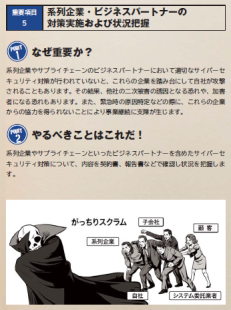 重要項目
5
系列企業・ビジネスパートナーの
対策実施および状況把握
POINT
1
なぜ重要か?
系列企業やサプライチェーンのビジネスパートナーにおいて適切なサイバーセ
キュリティ対策が行われていないと、これらの企業を踏み台にして自社が攻撃
されることもあります。その結果、他社の二次被害の誘因となる恐れや、加害
者になる恐れもあります。また、緊急時の原因特定などの際に、これらの企業
からの協力を得られないことにより事業継続に支障が生じます。
POINT
2
やるべきことはこれだ!
系列企業やサプライチェーンといったビジネスパートナーを含めたサイバーセ
キュリティ対策について、内容を契約書、報告書などで確認し状況を把握しま
す。
がっちりスクラム
子会社
顧客
系列企業
自社
システム委託業者